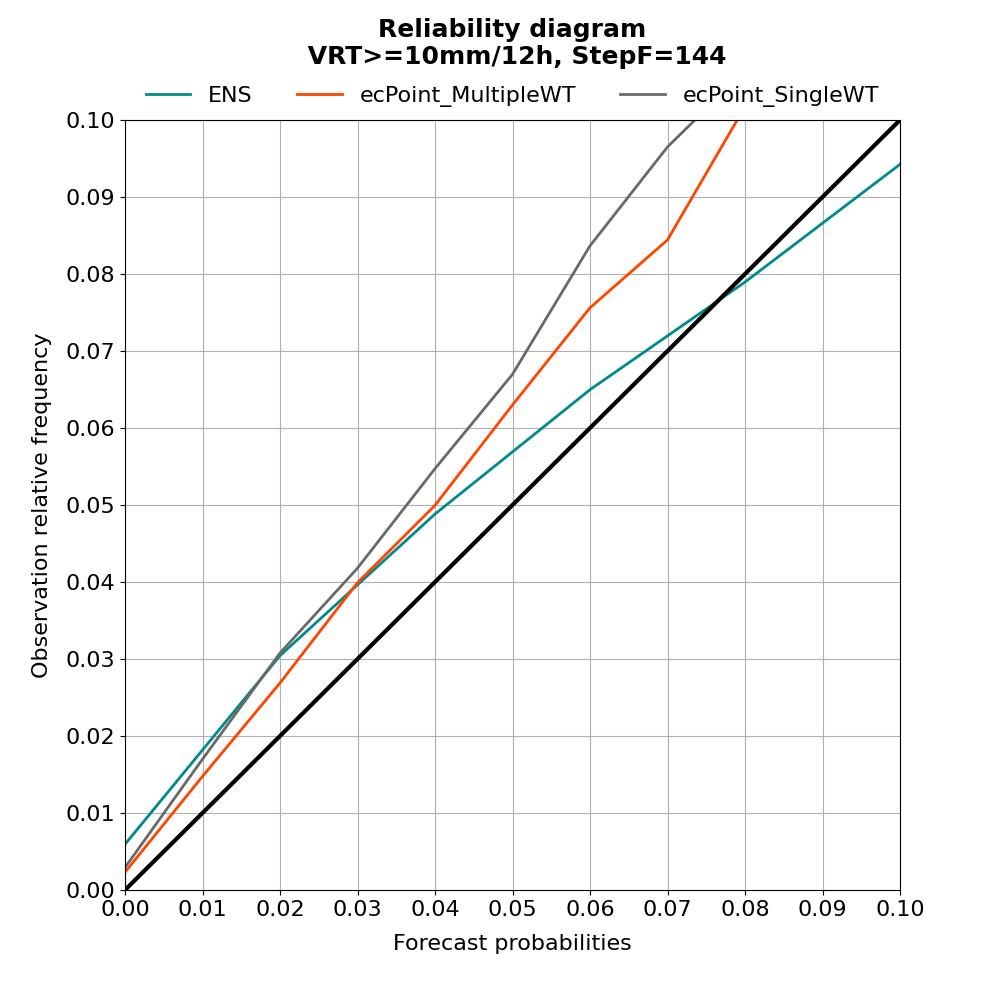 Reliability diagram
VRT>=10mm/12h, StepF=144
ENS ecPoint_MultipleWT ecPoint_SingleWT
0.10
0.09
0.08
0.07
0.06
0.05
0.04
0.03
0.02
0.01
0.00
Observation relative frequency
0.00 0.01 0.02 0.03 0.04 0.05 0.06 0.07 0.08 0.09 0.10
Forecast probabilities